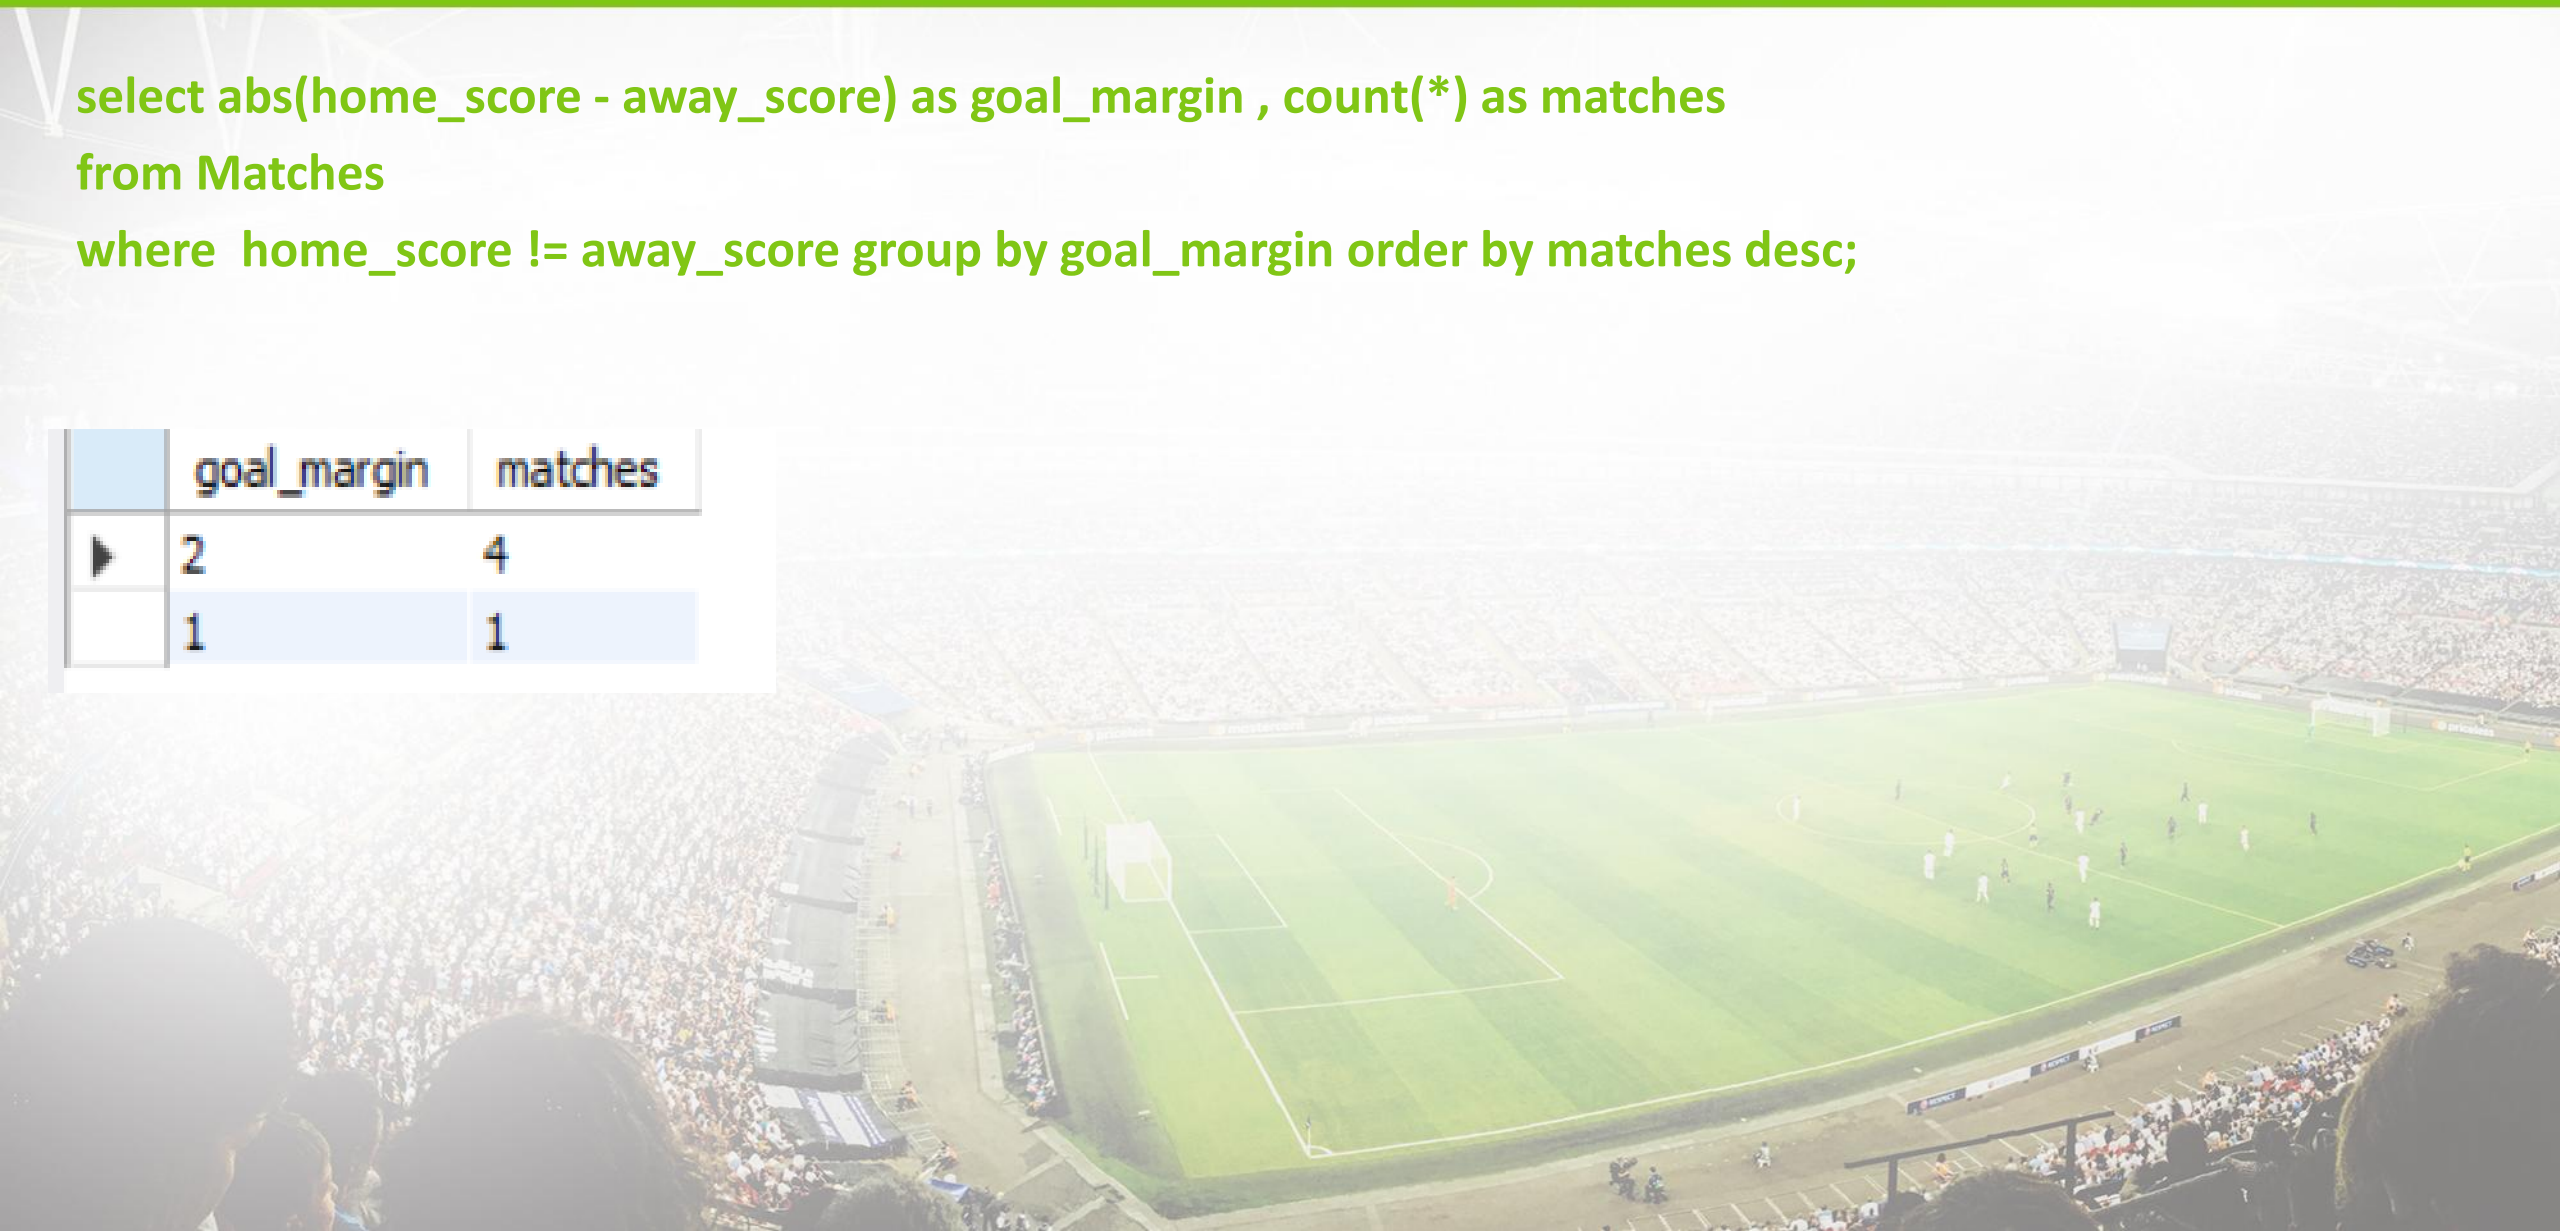 select abs(home_score - away_score) as goal_margin , count(*) as matches
from Matches
where  home_score != away_score group by goal_margin order by matches desc;
goal_margin matches
2 4
1 1